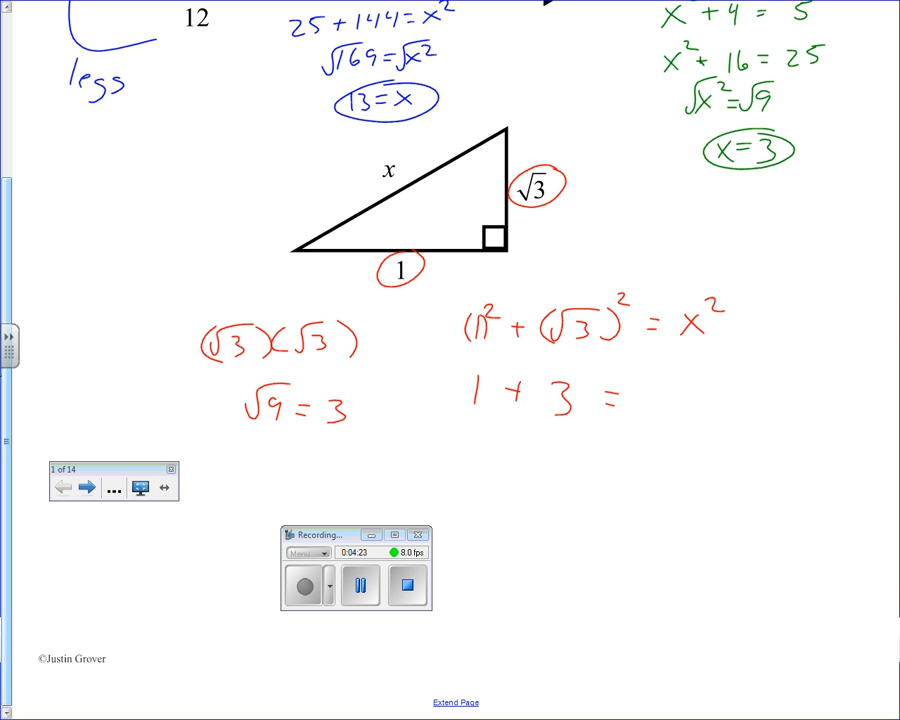 12
legs
25 + 144 = x²
√169 = √x²
13 = x
x + 4 = 5
x² + 16 = 25
√x² = √9
x = 3
x
√3
1
(√3)(√3)
√9 = 3
(1)² + (√3)² = x²
1 + 3 =
1 of 14
...
Recording...
Menu
0:04:23
8.0 fps
©Justin Grover
Extend Page